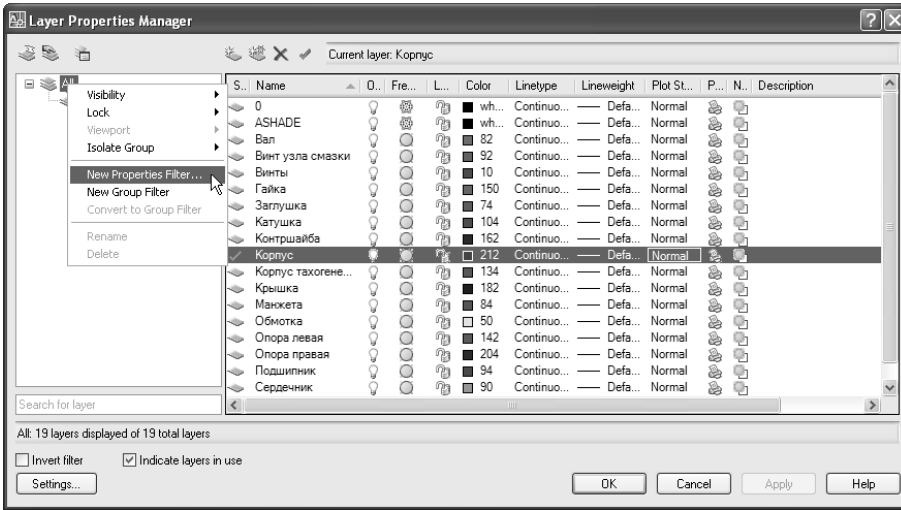 Layer Properties Manager
Current layer: Корпус
All
Visibility
Lock
Viewport
Isolate Group
New Properties Filter...
New Group Filter
Convert to Group Filter
Rename
Delete
S.. Name O.. Fre... L... Color Linetype Lineweight Plot St... P... N.. Description
0 wh... Continuo... Defa... Normal
ASHADE wh... Continuo... Defa... Normal
Вал 82 Continuo... Defa... Normal
Винт узла смазки 92 Continuo... Defa... Normal
Винты 10 Continuo... Defa... Normal
Гайка 150 Continuo... Defa... Normal
Заглушка 74 Continuo... Defa... Normal
Катушка 104 Continuo... Defa... Normal
Контршайба 162 Continuo... Defa... Normal
Корпус 212 Continuo... Defa... Normal
Корпус тахогене... 134 Continuo... Defa... Normal
Крышка 182 Continuo... Defa... Normal
Манжета 84 Continuo... Defa... Normal
Обмотка 50 Continuo... Defa... Normal
Опора левая 142 Continuo... Defa... Normal
Опора правая 204 Continuo... Defa... Normal
Подшипник 94 Continuo... Defa... Normal
Сердечник 90 Continuo... Defa... Normal
Search for layer
All: 19 layers displayed of 19 total layers
Invert filter Indicate layers in use
Settings... OK Cancel Apply Help